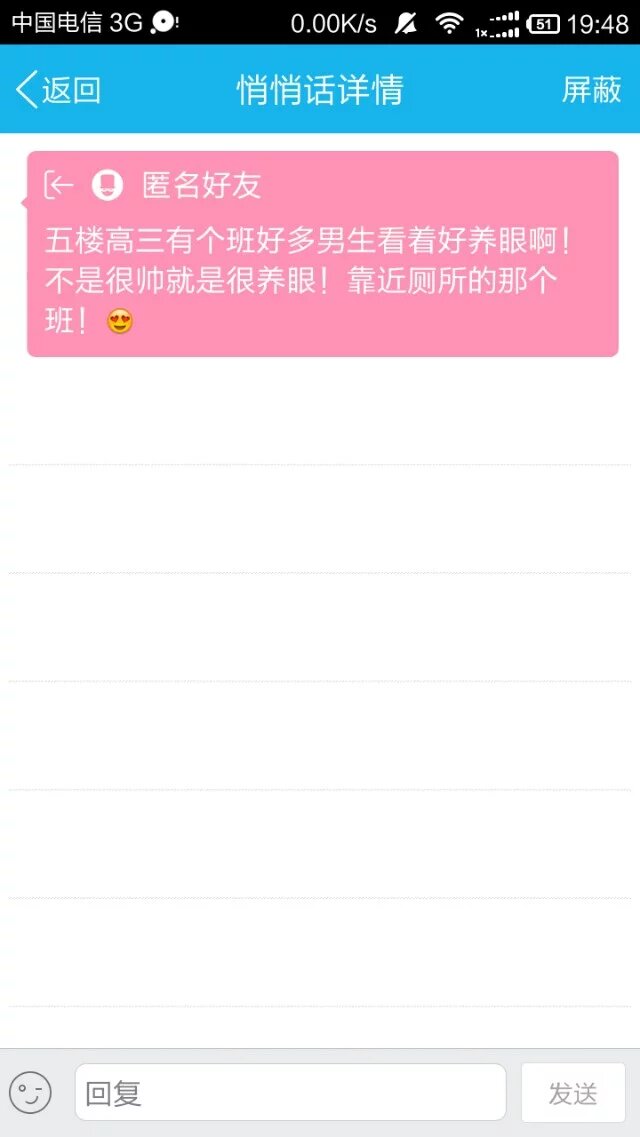 中国电信 3G 0.00K/s 1x 51 19:48
返回 悄悄话详情 屏蔽
匿名好友
五楼高三有个班好多男生看着好养眼啊！
不是很帅就是很养眼！靠近厕所的那个
班！😍
回复 发送